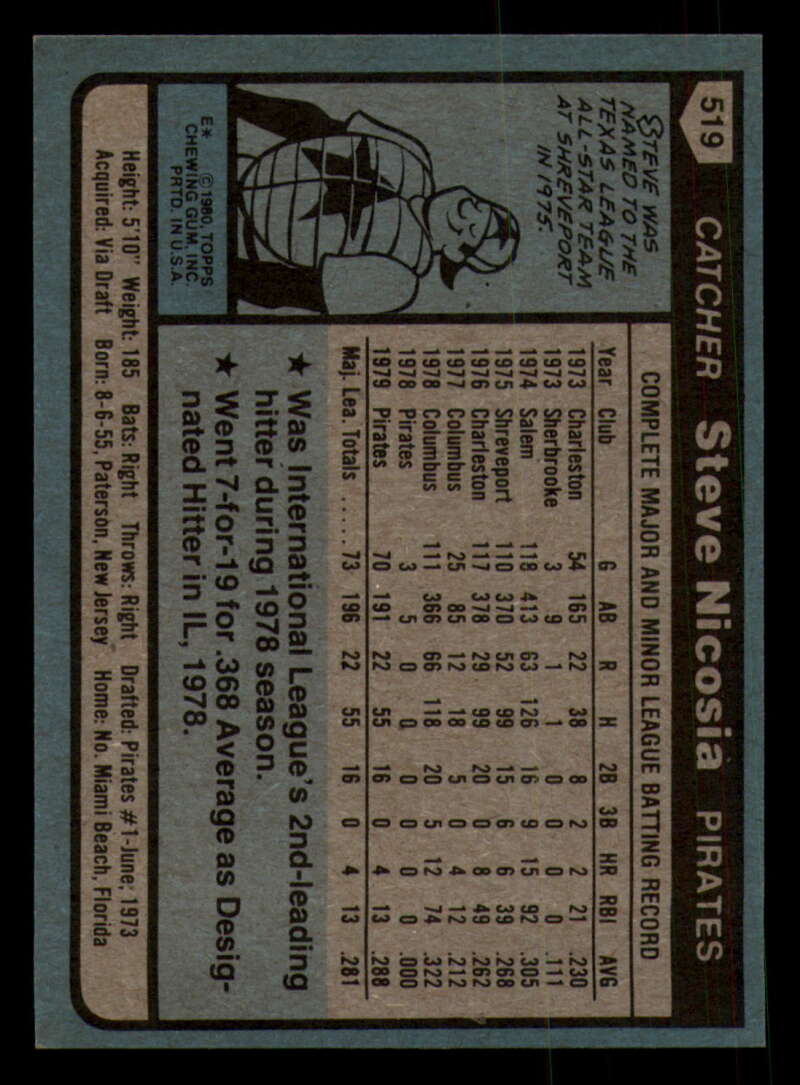 519
CATCHER Steve Nicosia PIRATES
STEVE WAS
NAMED TO THE
TEXAS LEAGUE
ALL-STAR TEAM
AT SHREVEPORT
IN 1975.
E* ©1980, TOPPS
CHEWING GUM, INC.
PRTD. IN U.S.A.
COMPLETE MAJOR AND MINOR LEAGUE BATTING RECORD
Year Club G AB R H 2B 3B HR RBI AVG
1973 Charleston 54 165 22 38 8 2 2 21 .230
1973 Sherbrooke 3 9 1 1 0 0 0 0 .111
1974 Salem 118 413 63 126 16 9 15 92 .305
1975 Shreveport 110 370 52 99 15 6 6 39 .268
1976 Charleston 117 378 29 99 20 0 8 49 .262
1977 Columbus 25 85 12 18 5 0 4 12 .212
1978 Columbus 111 366 66 118 20 5 12 74 .322
1978 Pirates 3 5 0 0 0 0 0 0 .000
1979 Pirates 70 191 22 55 16 0 4 13 .288
Maj. Lea. Totals ..... 73 196 22 55 16 0 4 13 .281
★ Was International League's 2nd-leading
hitter during 1978 season.
★ Went 7-for-19 for .368 Average as Desig-
nated Hitter in IL, 1978.
Height: 5'10" Weight: 185 Bats: Right Throws: Right Drafted: Pirates #1-June, 1973
Acquired: Via Draft Born: 8-6-55, Paterson, New Jersey Home: No. Miami Beach, Florida